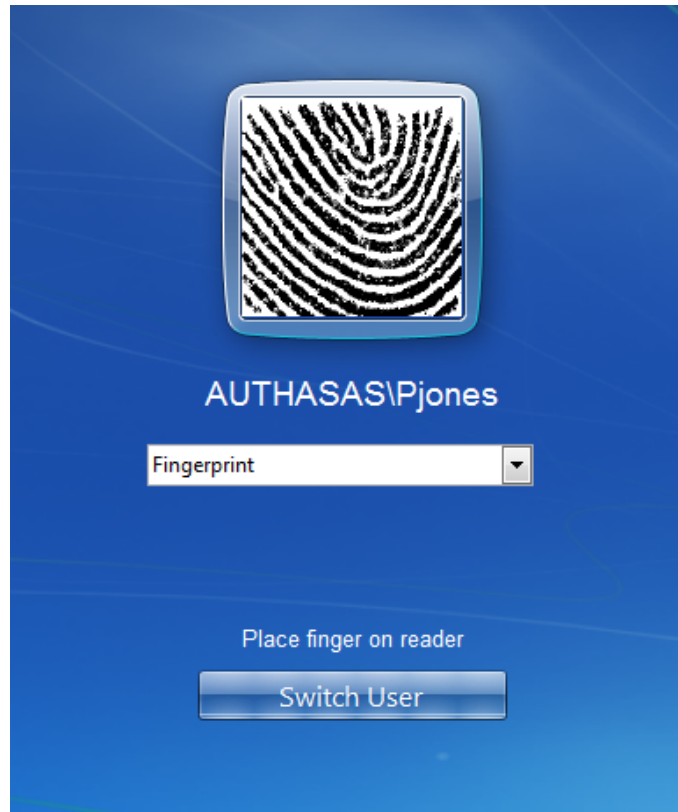 AUTHASAS\Pjones
Fingerprint
Place finger on reader
Switch User